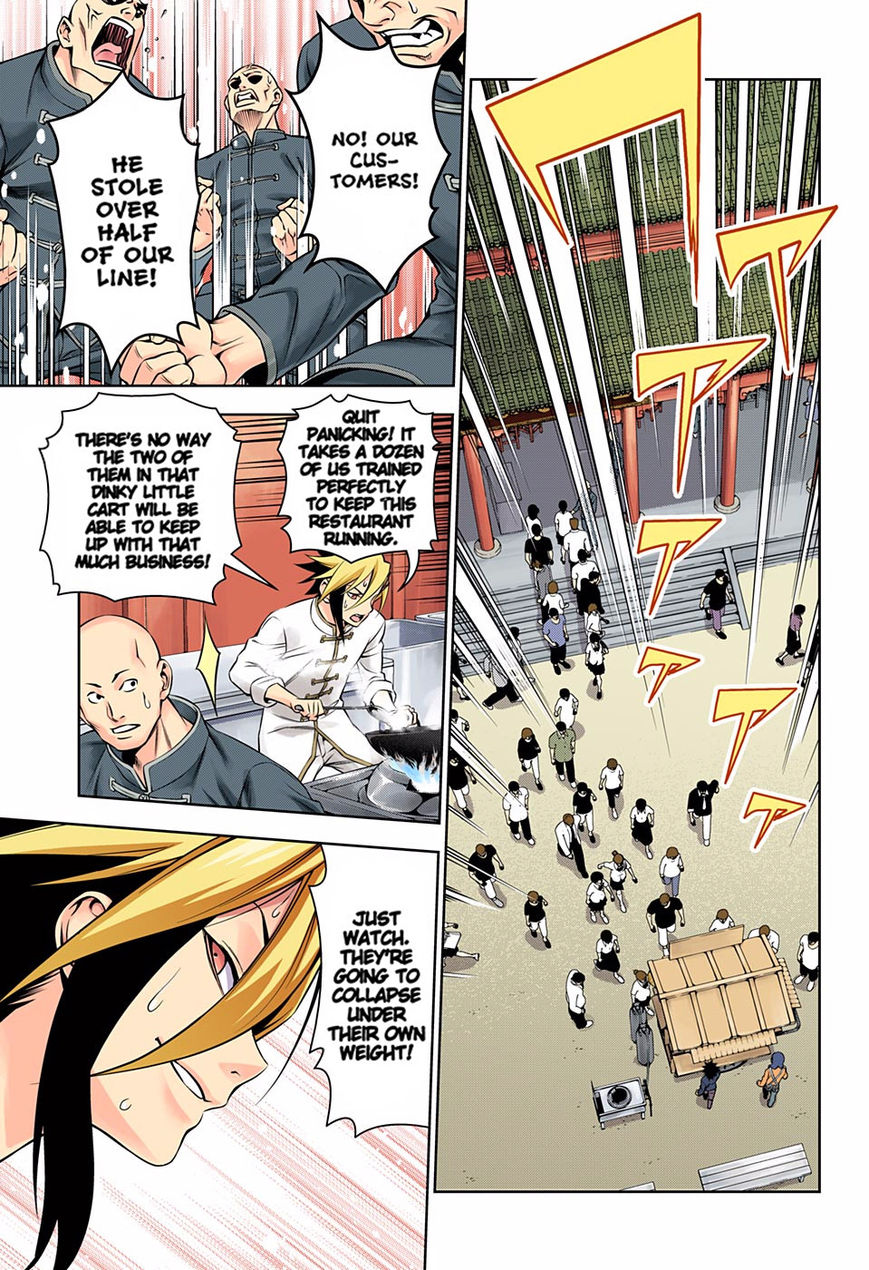 ア
ア
ア
ア
ア
ア
ア
NO! OUR
CUS-
TOMERS!
HE
STOLE
OVER
HALF
OF OUR
LINE!
QUIT
PANICKING! IT
TAKES A DOZEN
OF US TRAINED
PERFECTLY
TO KEEP THIS
RESTAURANT
RUNNING.
THERE'S NO WAY
THE TWO OF
THEM IN THAT
DINKY LITTLE
CART WILL BE
ABLE TO KEEP
UP WITH THAT
MUCH BUSINESS!
JUST
WATCH.
THEY'RE
GOING TO
COLLAPSE
UNDER
THEIR OWN
WEIGHT!